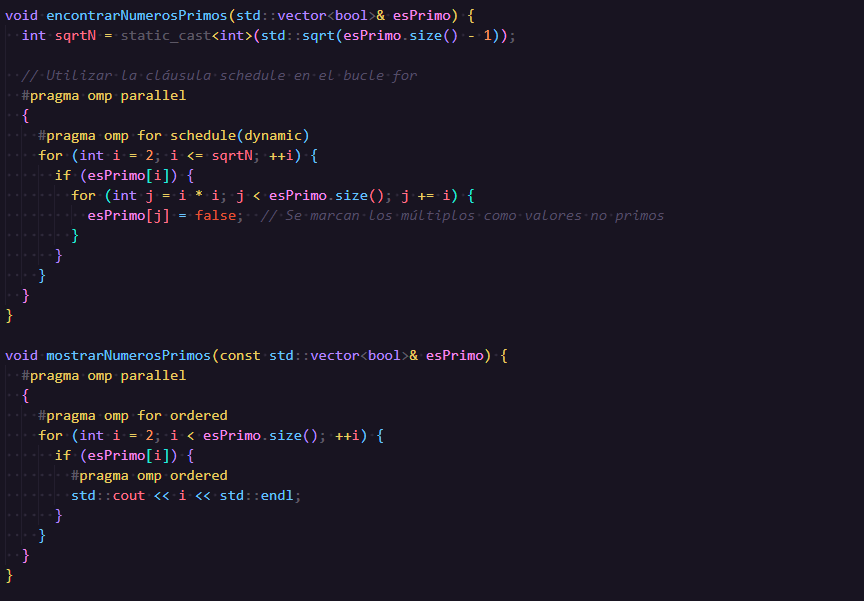 void encontrarNumerosPrimos(std::vector<bool>& esPrimo) {
  int sqrtN = static_cast<int>(std::sqrt(esPrimo.size() - 1));

  // Utilizar la cláusula schedule en el bucle for
  #pragma omp parallel
  {
    #pragma omp for schedule(dynamic)
    for (int i = 2; i <= sqrtN; ++i) {
      if (esPrimo[i]) {
        for (int j = i * i; j < esPrimo.size(); j += i) {
          esPrimo[j] = false;  // Se marcan los múltiplos como valores no primos
        }
      }
    }
  }
}

void mostrarNumerosPrimos(const std::vector<bool>& esPrimo) {
  #pragma omp parallel
  {
    #pragma omp for ordered
    for (int i = 2; i < esPrimo.size(); ++i) {
      if (esPrimo[i]) {
        #pragma omp ordered
        std::cout << i << std::endl;
      }
    }
  }
}